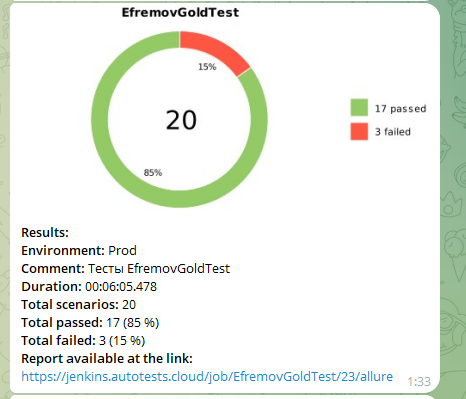 EfremovGoldTest
15%
17 passed
20
3 failed
85%
Results:
Environment: Prod
Comment: Тесты EfremovGoldTest
Duration: 00:06:05.478
Total scenarios: 20
Total passed: 17 (85 %)
Total failed: 3 (15 %)
Report available at the link:
https://jenkins.autotests.cloud/job/EfremovGoldTest/23/allure
1:33